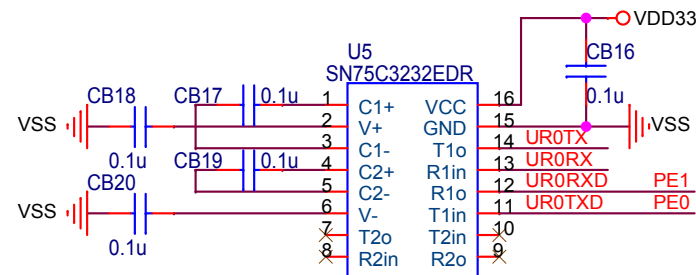 VDD33
U5
CB16
SN75C3232EDR
CB18 CB17 0.1u 1 C1+ VCC 16 0.1u
VSS 2 V+ GND 15 VSS
3 C1- T1o 14 UR0TX
0.1u CB19 0.1u 4 C2+ R1in 13 UR0RX
CB20 5 C2- R1o 12 UR0RXD PE1
VSS 6 V- T1in 11 UR0TXD PE0
7 T2o T2in 10
0.1u 8 R2in R2o 9